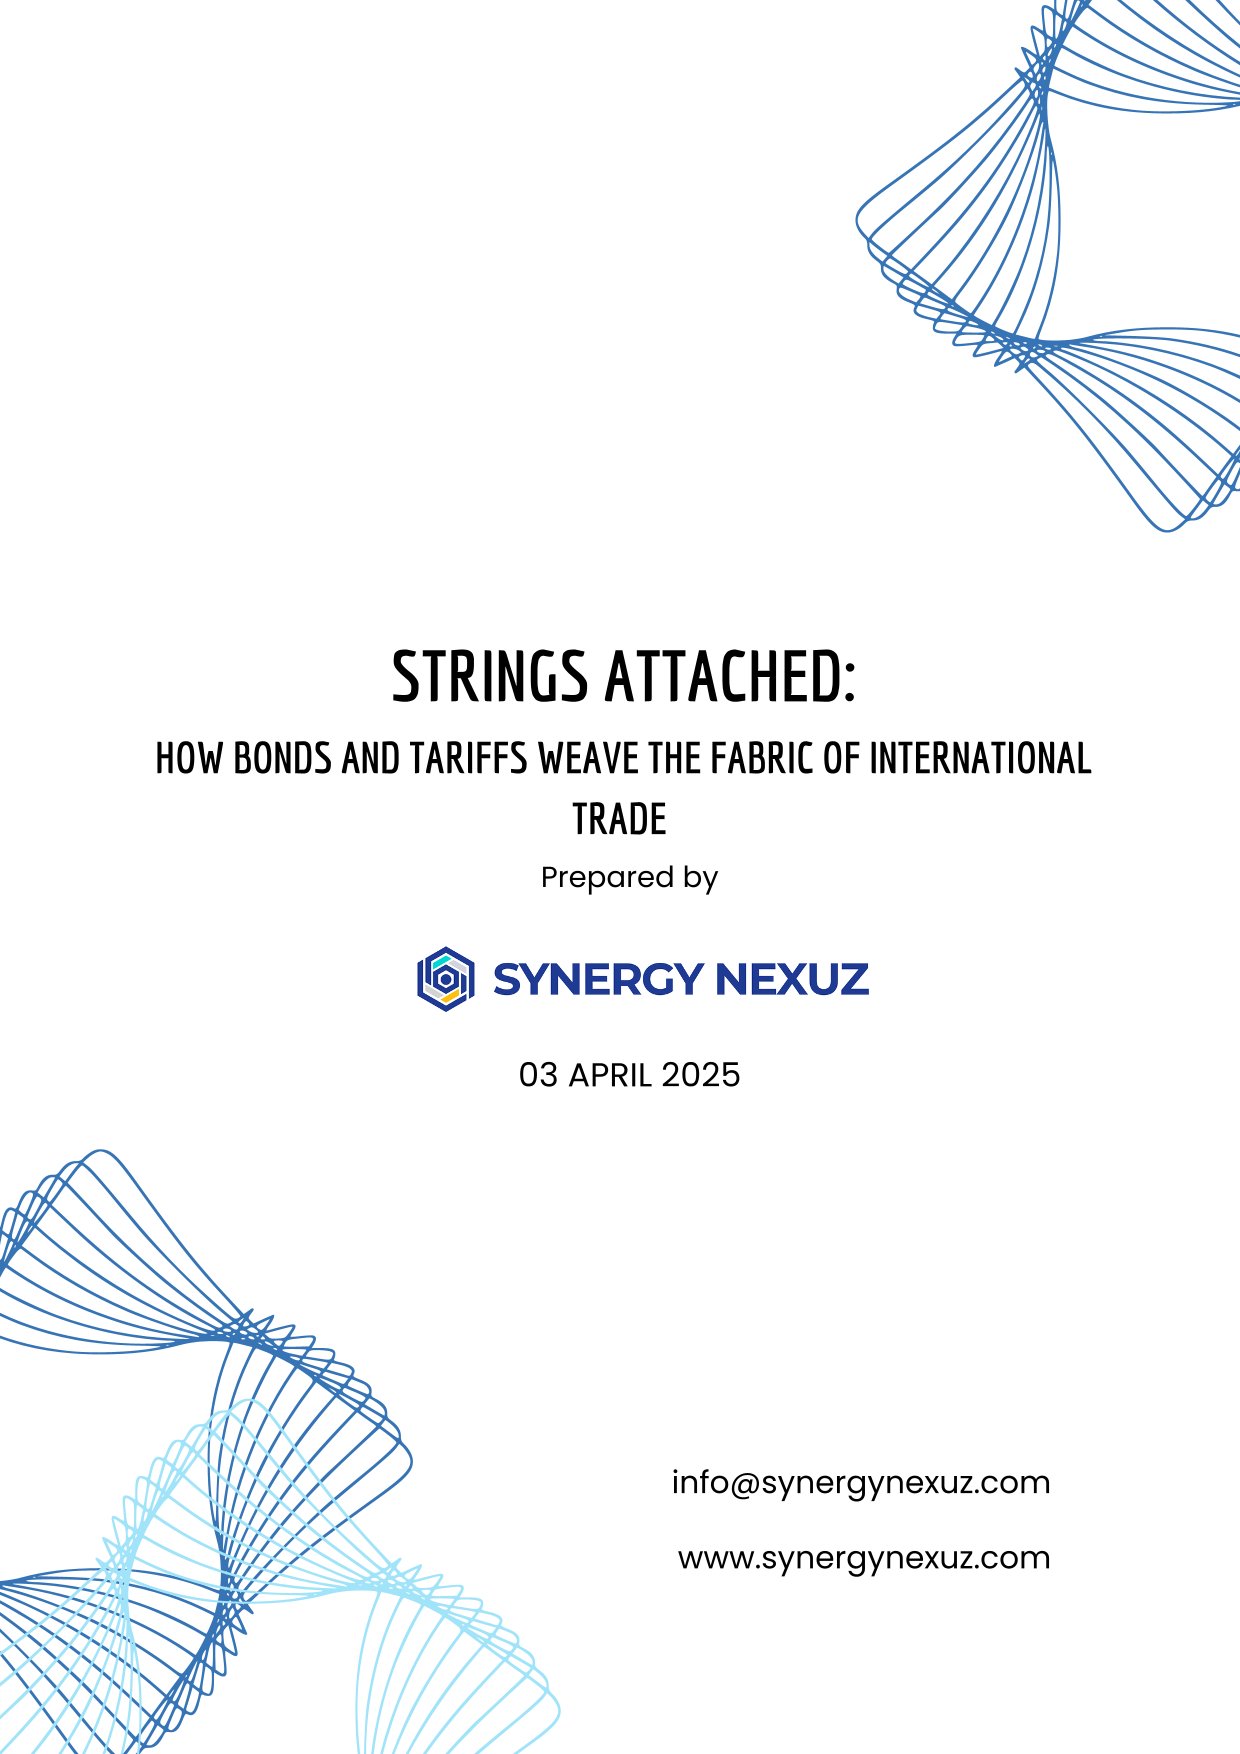 STRINGS ATTACHED:
HOW BONDS AND TARIFFS WEAVE THE FABRIC OF INTERNATIONAL
TRADE
Prepared by
SYNERGY NEXUZ
03 APRIL 2025
info@synergynexuz.com
www.synergynexuz.com